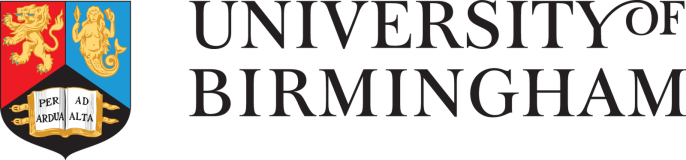 UNIVERSITY OF
BIRMINGHAM
PER AD
ARDUA ALTA